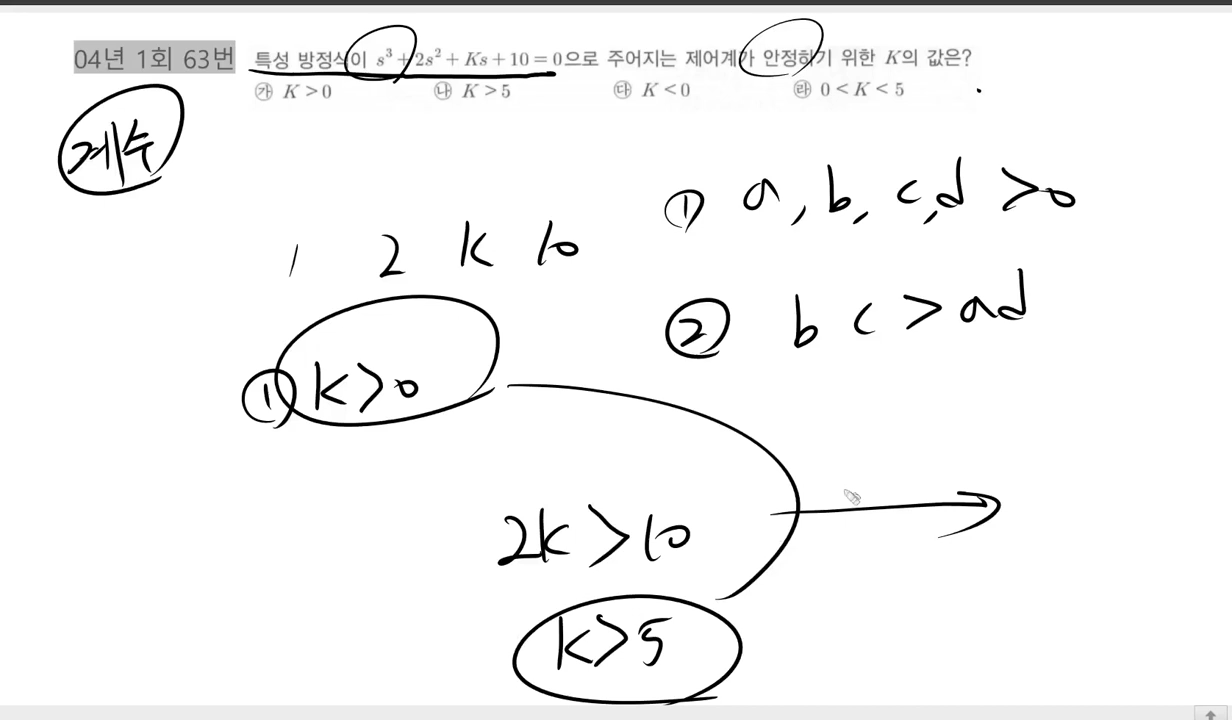 04년 1회 63번 특성 방정식이 s³+2s²+Ks+10=0으로 주어지는 제어계가 안정하기 위한 K의 값은?
㉮ K>0 ㉯ K>5 ㉰ K<0 ㉱ 0<K<5
계수
① a, b, c, d >0
1 2 K 10
② b c > ad
① K>0
2K>10
K>5